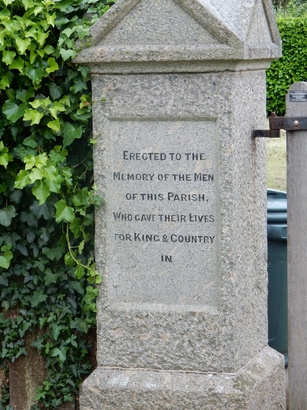 ERECTED TO THE
MEMORY OF THE MEN
OF THIS PARISH,
WHO GAVE THEIR LIVES
FOR KING & COUNTRY
IN